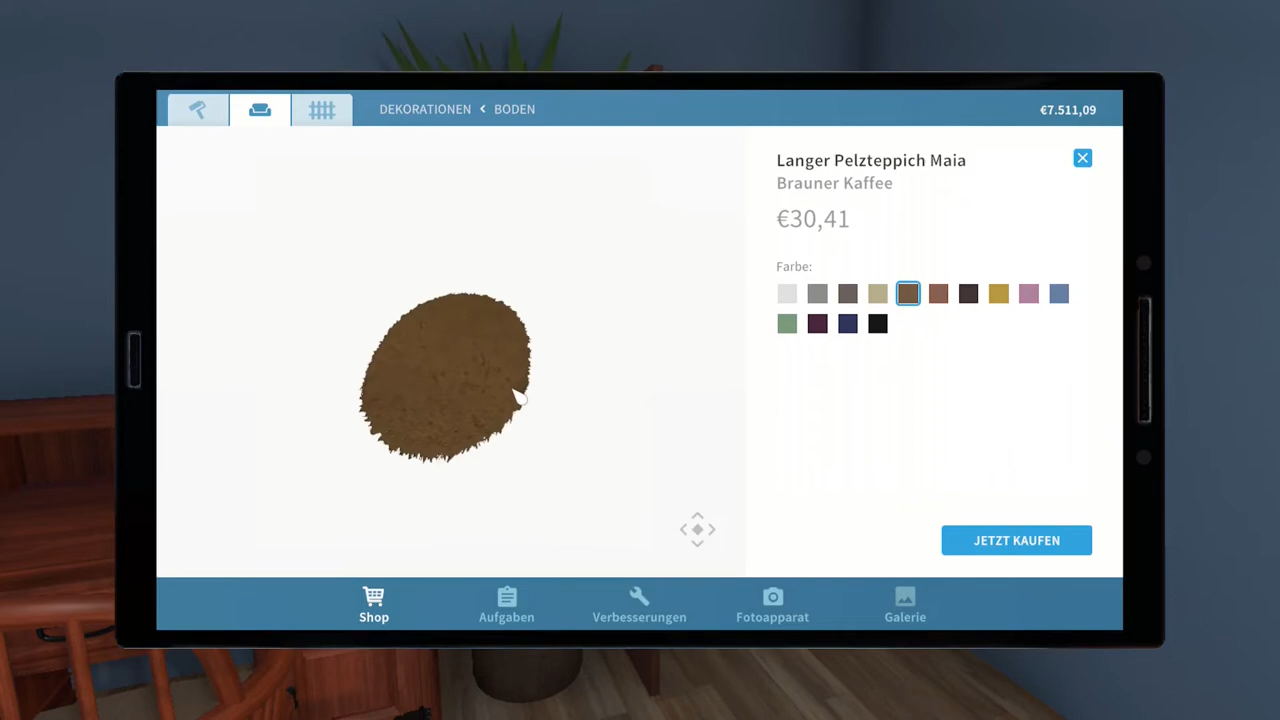 DEKORATIONEN < BODEN
€7.511,09
Langer Pelzteppich Maia
Brauner Kaffee
€30,41
Farbe:
JETZT KAUFEN
Shop
Aufgaben
Verbesserungen
Fotoapparat
Galerie